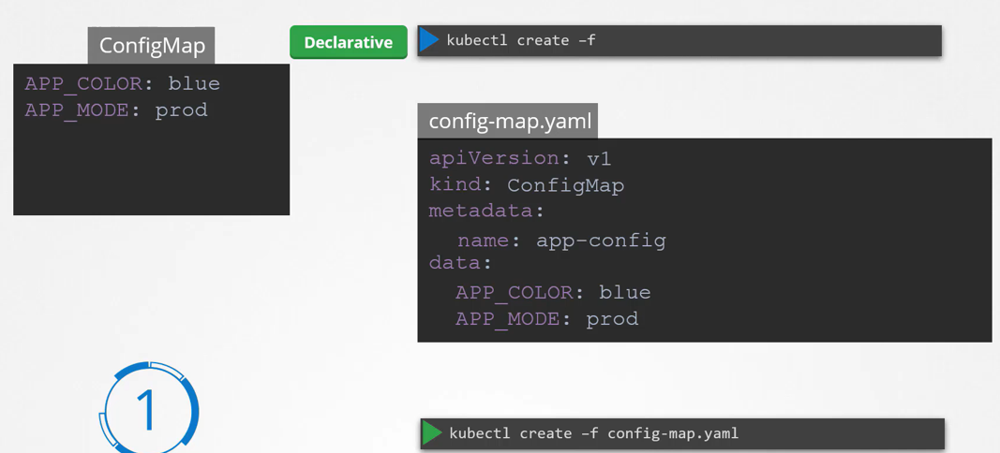 ConfigMap
APP_COLOR: blue
APP_MODE: prod
Declarative
kubectl create –f
config-map.yaml
apiVersion: v1
kind: ConfigMap
metadata:
name: app-config
data:
APP_COLOR: blue
APP_MODE: prod
1
kubectl create –f config-map.yaml